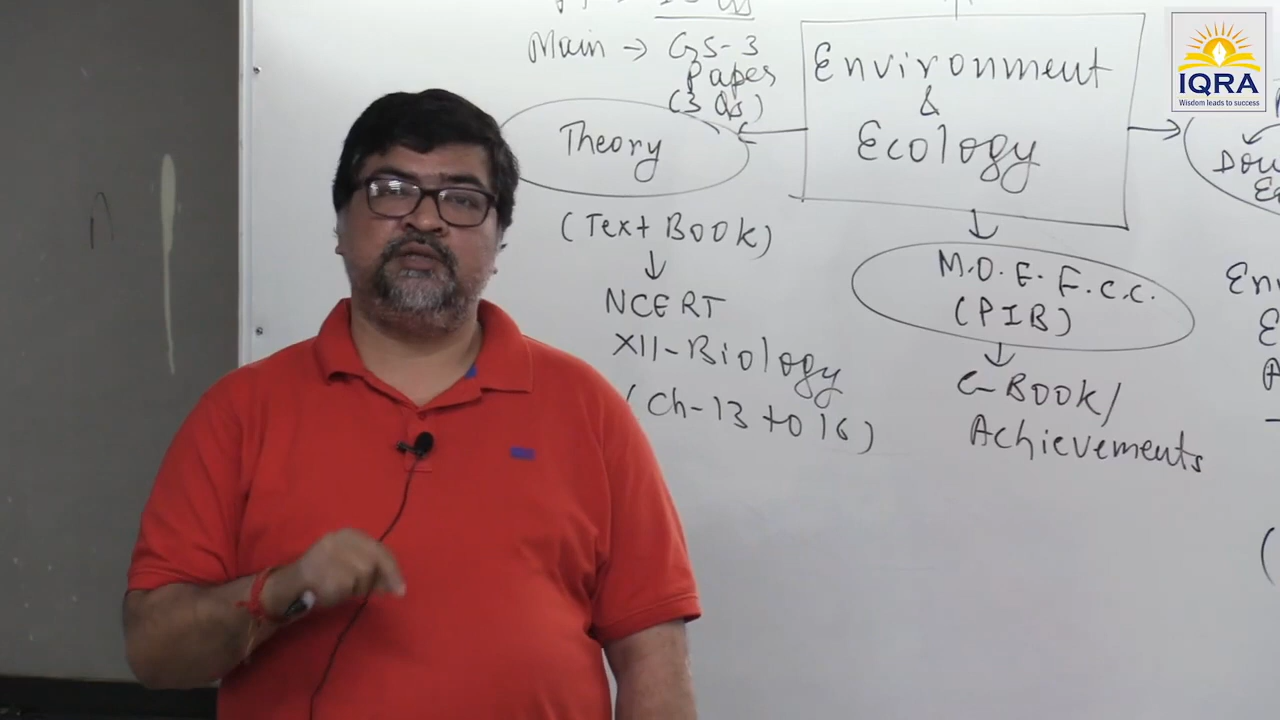 Main → GS-3
Paper
(3 Qs)
Environment
&
Ecology
Theory
(Text Book)
↓
NCERT
XII-Biology
(Ch-13 to 16)
M.O.E.F.C.C.
(PIB)
↓
E-BOOK/
Achievements
IQRA
Wisdom leads to success